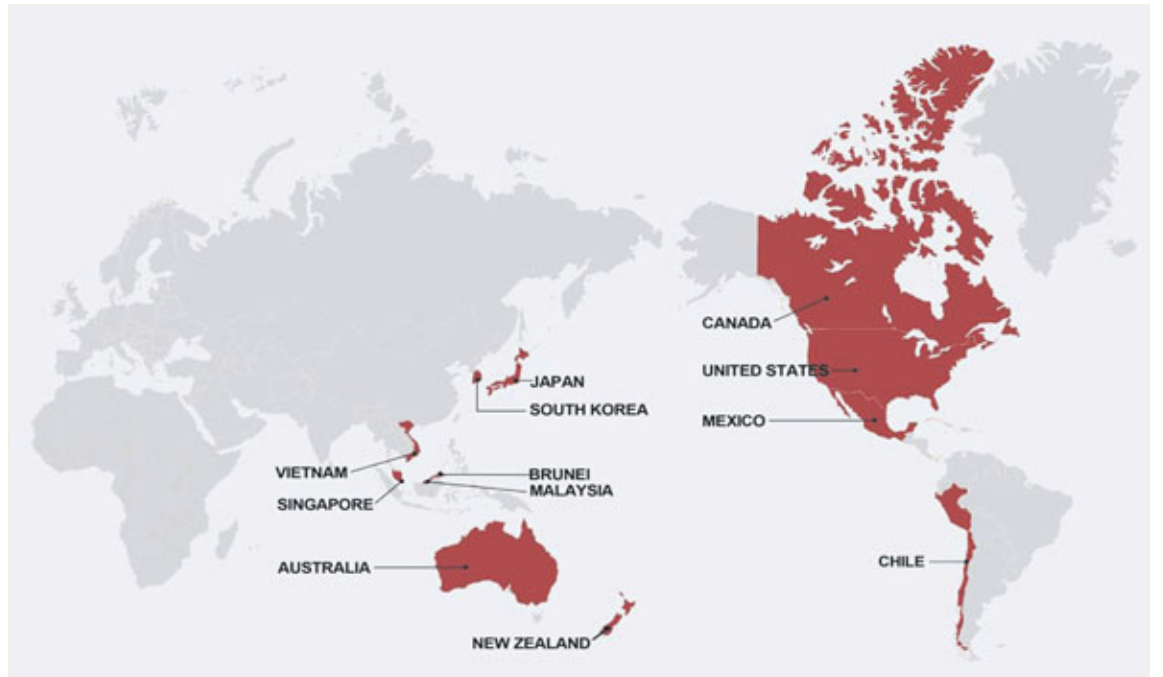 CANADA
JAPAN
UNITED STATES
SOUTH KOREA
MEXICO
VIETNAM
BRUNEI
MALAYSIA
SINGAPORE
CHILE
AUSTRALIA
NEW ZEALAND